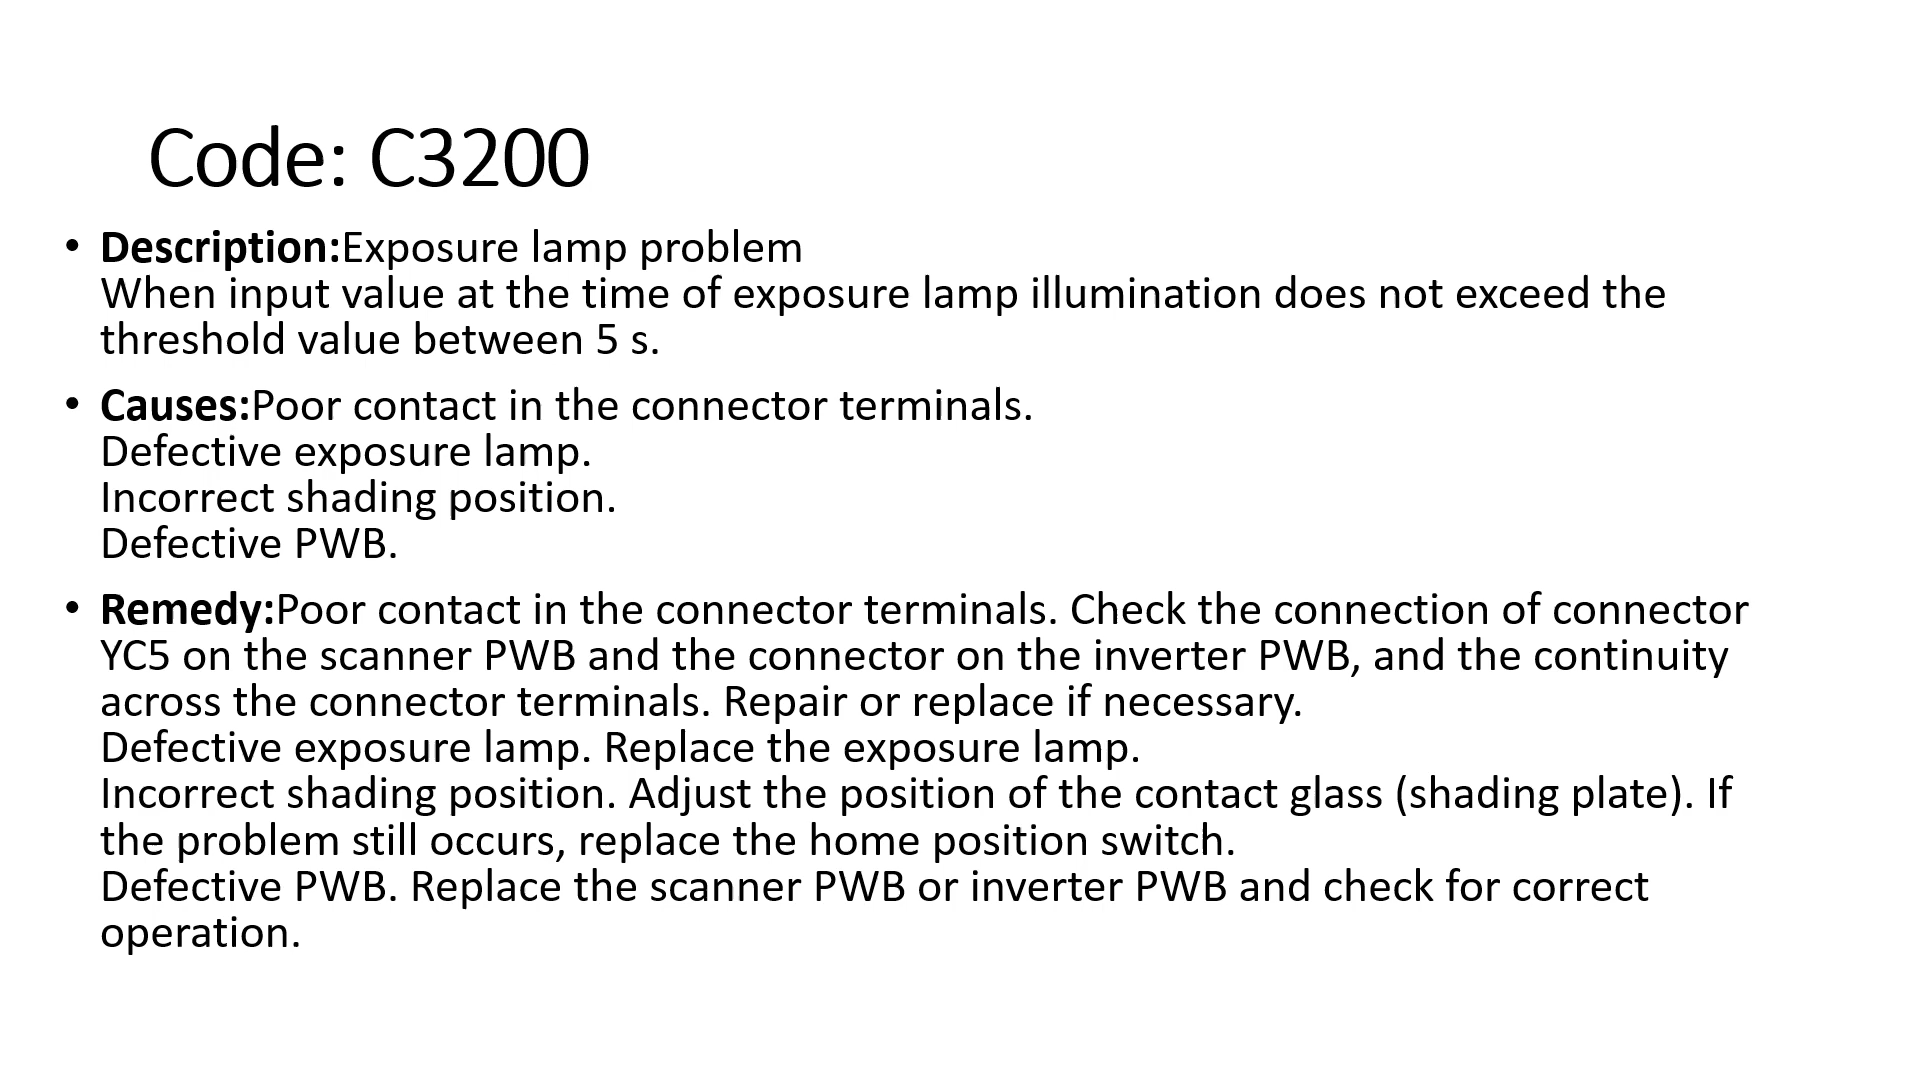 Code: C3200
• Description:Exposure lamp problem
When input value at the time of exposure lamp illumination does not exceed the
threshold value between 5 s.
• Causes:Poor contact in the connector terminals.
Defective exposure lamp.
Incorrect shading position.
Defective PWB.
• Remedy:Poor contact in the connector terminals. Check the connection of connector
YC5 on the scanner PWB and the connector on the inverter PWB, and the continuity
across the connector terminals. Repair or replace if necessary.
Defective exposure lamp. Replace the exposure lamp.
Incorrect shading position. Adjust the position of the contact glass (shading plate). If
the problem still occurs, replace the home position switch.
Defective PWB. Replace the scanner PWB or inverter PWB and check for correct
operation.